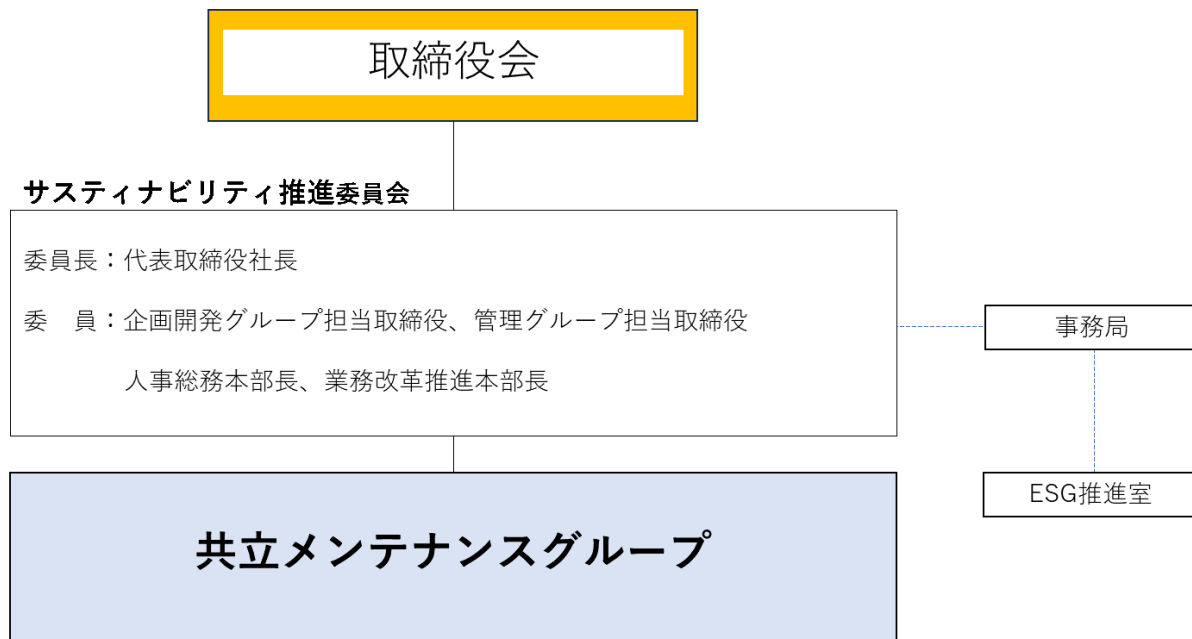 取締役会
サスティナビリティ推進委員会
委員長：代表取締役社長
委　員：企画開発グループ担当取締役、管理グループ担当取締役
人事総務本部長、業務改革推進本部長
事務局
ESG推進室
共立メンテナンスグループ